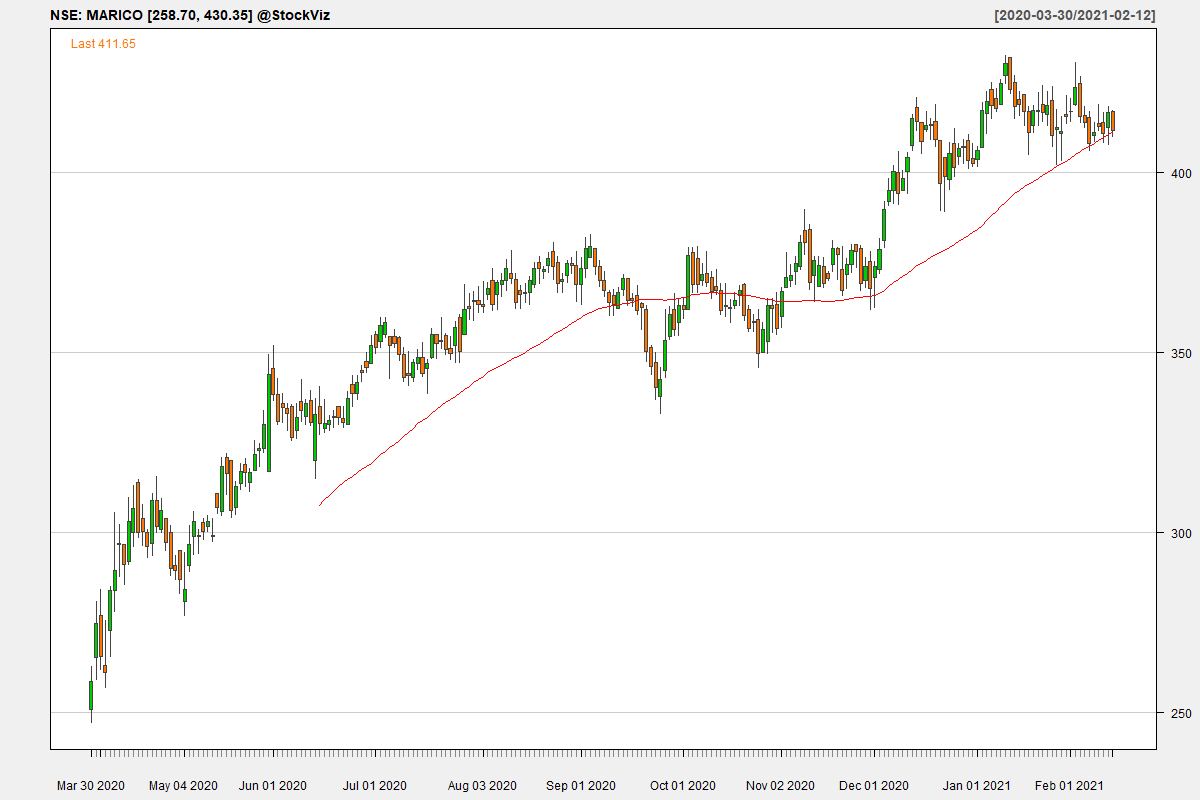 NSE: MARICO [258.70, 430.35] @StockViz
[2020-03-30/2021-02-12]
Last 411.65
400
350
300
250
Mar 30 2020 May 04 2020 Jun 01 2020 Jul 01 2020 Aug 03 2020 Sep 01 2020 Oct 01 2020 Nov 02 2020 Dec 01 2020 Jan 01 2021 Feb 01 2021